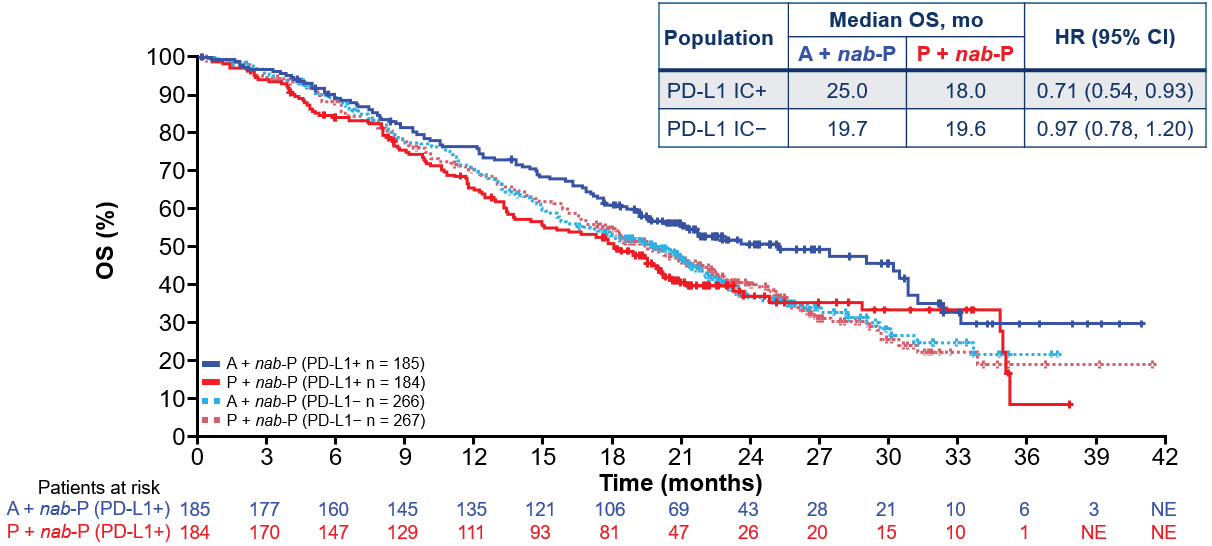 Population Median OS, mo HR (95% CI)
A + nab-P P + nab-P
PD-L1 IC+ 25.0 18.0 0.71 (0.54, 0.93)
PD-L1 IC− 19.7 19.6 0.97 (0.78, 1.20)
OS (%)
100
90
80
70
60
50
40
30
20
10
0
A + nab-P (PD-L1+ n = 185)
P + nab-P (PD-L1+ n = 184)
A + nab-P (PD-L1− n = 266)
P + nab-P (PD-L1− n = 267)
0 3 6 9 12 15 18 21 24 27 30 33 36 39 42
Time (months)
Patients at risk
A + nab-P (PD-L1+) 185 177 160 145 135 121 106 69 43 28 21 10 6 3 NE
P + nab-P (PD-L1+) 184 170 147 129 111 93 81 47 26 20 15 10 1 NE NE